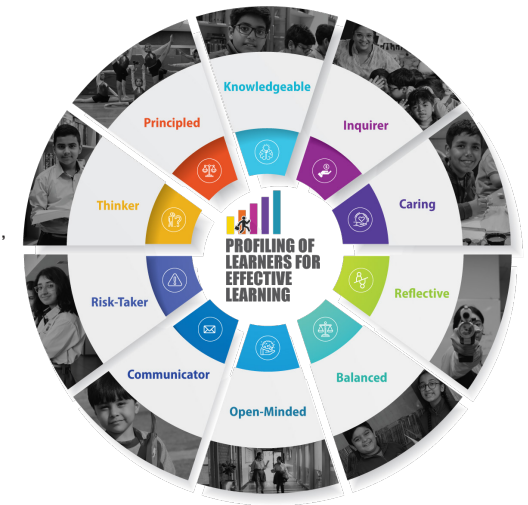 Knowledgeable
Inquirer
Caring
Reflective
Balanced
Open-Minded
Communicator
Risk-Taker
Thinker
Principled
PROFILING OF
LEARNERS FOR
EFFECTIVE
LEARNING
,